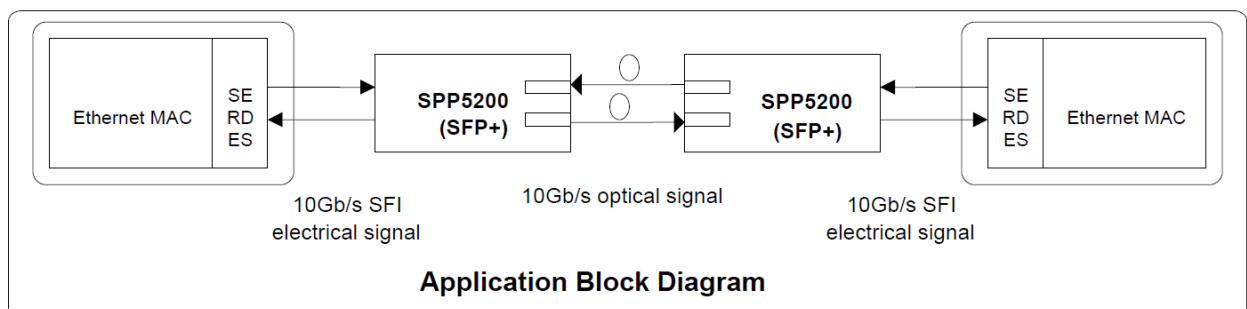 Ethernet MAC
SE
RD
ES
SPP5200
(SFP+)
SPP5200
(SFP+)
SE
RD
ES
Ethernet MAC
10Gb/s SFI
electrical signal
10Gb/s optical signal
10Gb/s SFI
electrical signal
Application Block Diagram